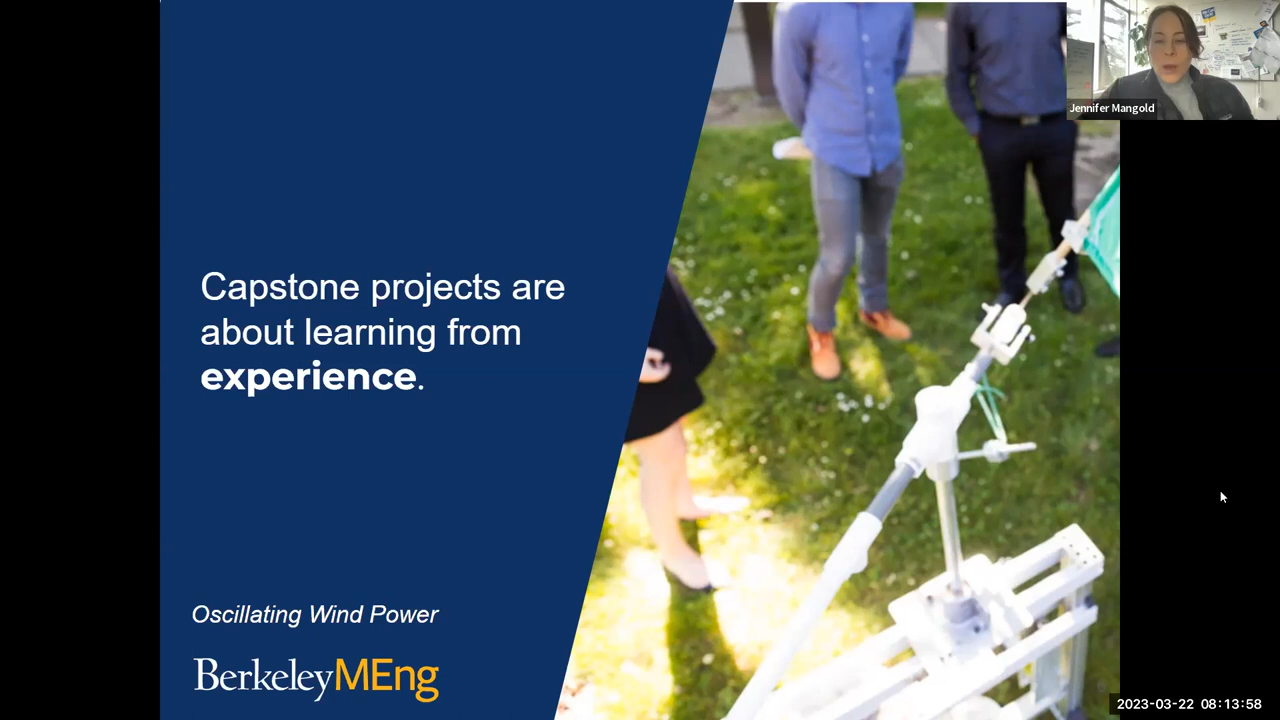 Jennifer Mangold
Capstone projects are
about learning from
experience.
Oscillating Wind Power
BerkeleyMEng
2023-03-22 08:13:58